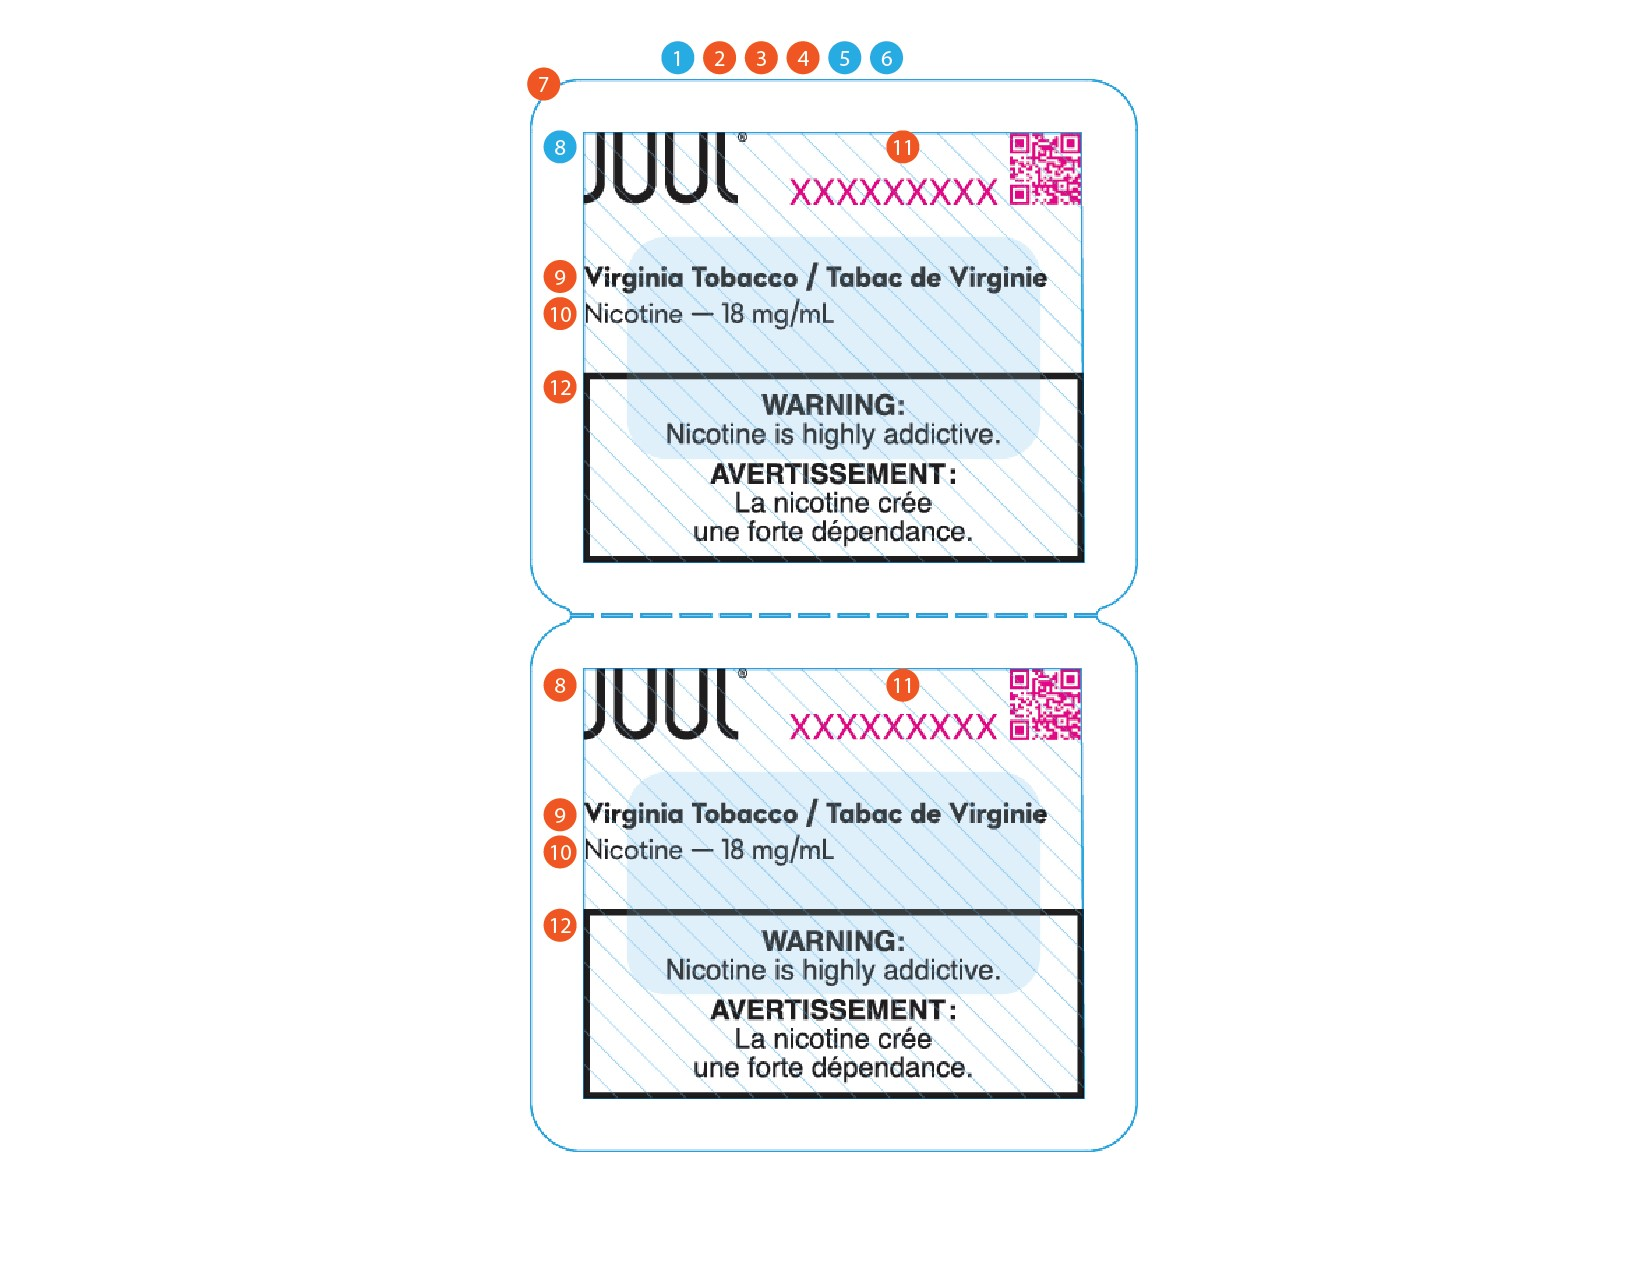 1 2 3 4 5 6
7
8 JUUL® 11
XXXXXXXXX
9 Virginia Tobacco / Tabac de Virginie
10 Nicotine — 18 mg/mL
12
WARNING:
Nicotine is highly addictive.
AVERTISSEMENT:
La nicotine crée
une forte dépendance.
8 JUUL® 11
XXXXXXXXX
9 Virginia Tobacco / Tabac de Virginie
10 Nicotine — 18 mg/mL
12
WARNING:
Nicotine is highly addictive.
AVERTISSEMENT:
La nicotine crée
une forte dépendance.